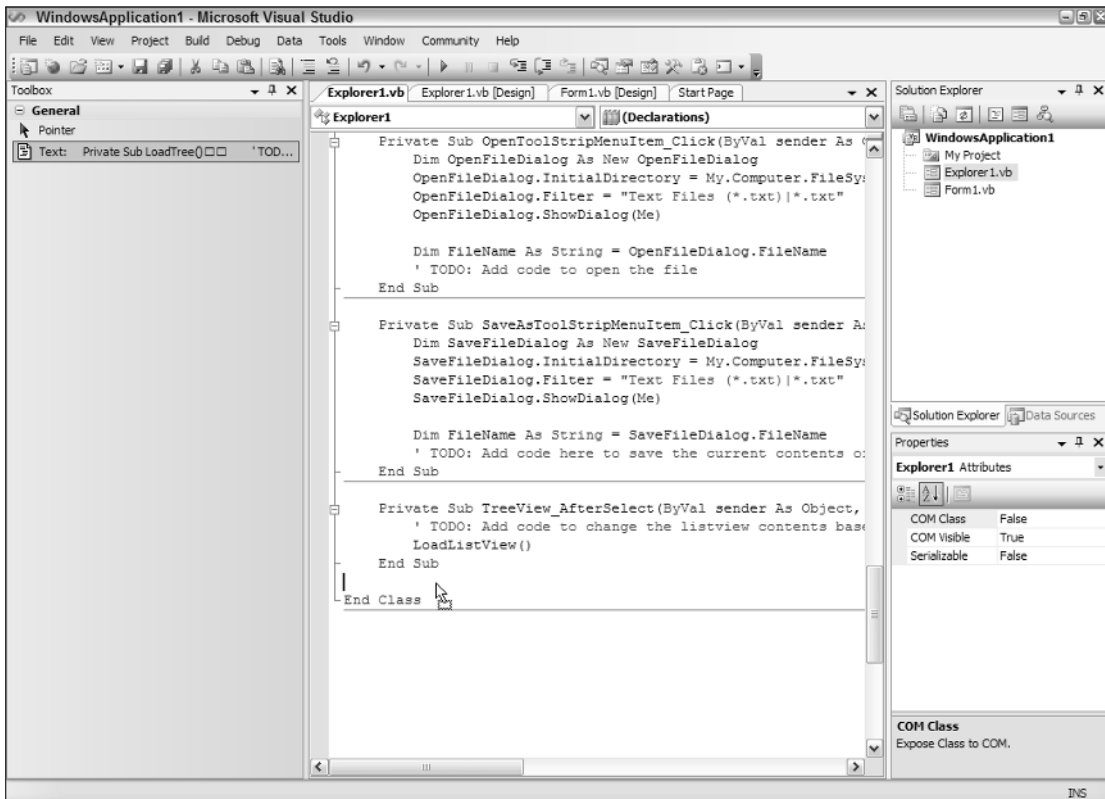 WindowsApplication1 - Microsoft Visual Studio
File Edit View Project Build Debug Data Tools Window Community Help
Toolbox
General
Pointer
Text: Private Sub LoadTree()□□ 'TOD...
Explorer1.vb Explorer1.vb [Design] Form1.vb [Design] Start Page
Explorer1 (Declarations)
Private Sub OpenToolStripMenuItem_Click(ByVal sender As
Dim OpenFileDialog As New OpenFileDialog
OpenFileDialog.InitialDirectory = My.Computer.FileSy
OpenFileDialog.Filter = "Text Files (*.txt)|*.txt"
OpenFileDialog.ShowDialog(Me)
Dim FileName As String = OpenFileDialog.FileName
' TODO: Add code to open the file
End Sub
Private Sub SaveAsToolStripMenuItem_Click(ByVal sender As
Dim SaveFileDialog As New SaveFileDialog
SaveFileDialog.InitialDirectory = My.Computer.FileSy
SaveFileDialog.Filter = "Text Files (*.txt)|*.txt"
SaveFileDialog.ShowDialog(Me)
Dim FileName As String = SaveFileDialog.FileName
' TODO: Add code here to save the current contents o
End Sub
Private Sub TreeView_AfterSelect(ByVal sender As Object,
' TODO: Add code to change the listview contents base
LoadListView()
End Sub
End Class
Solution Explorer
WindowsApplication1
My Project
Explorer1.vb
Form1.vb
Solution Explorer Data Sources
Properties
Explorer1 Attributes
COM Class False
COM Visible True
Serializable False
COM Class
Expose Class to COM.
INS